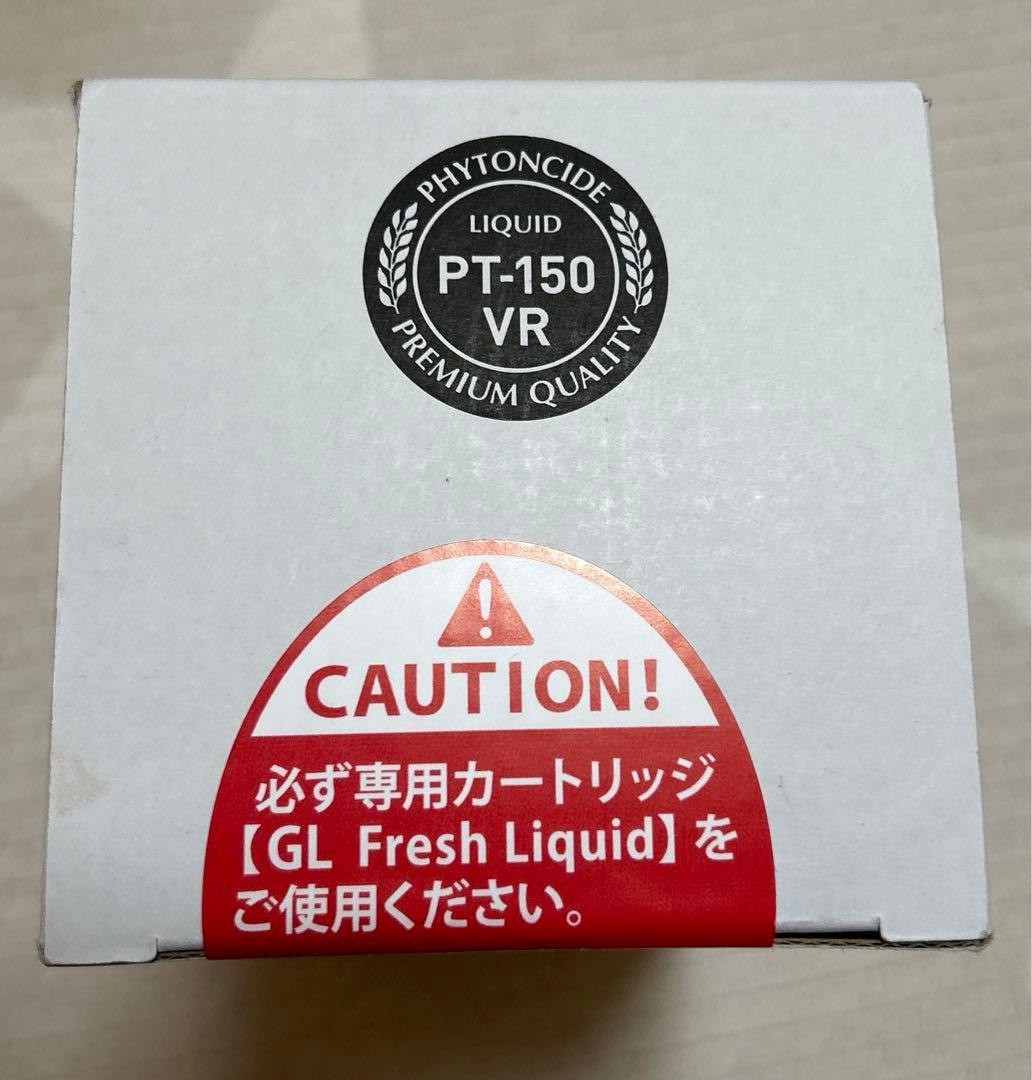 PHYTONCIDE
LIQUID
PT-150
VR
PREMIUM QUALITY
CAUTION!
必ず専用カートリッジ
【GL Fresh Liquid】を
ご使用ください。